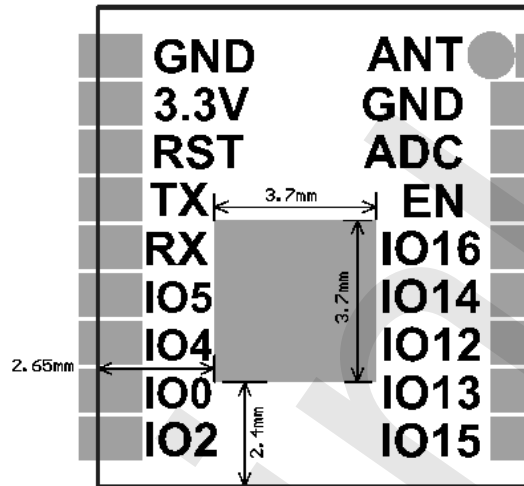 GND ANT
3.3V GND
RST ADC
TX 3.7mm EN
RX IO16
IO5 3.7mm IO14
2.65mm IO4 IO12
IO0 IO13
IO2 2.4mm IO15